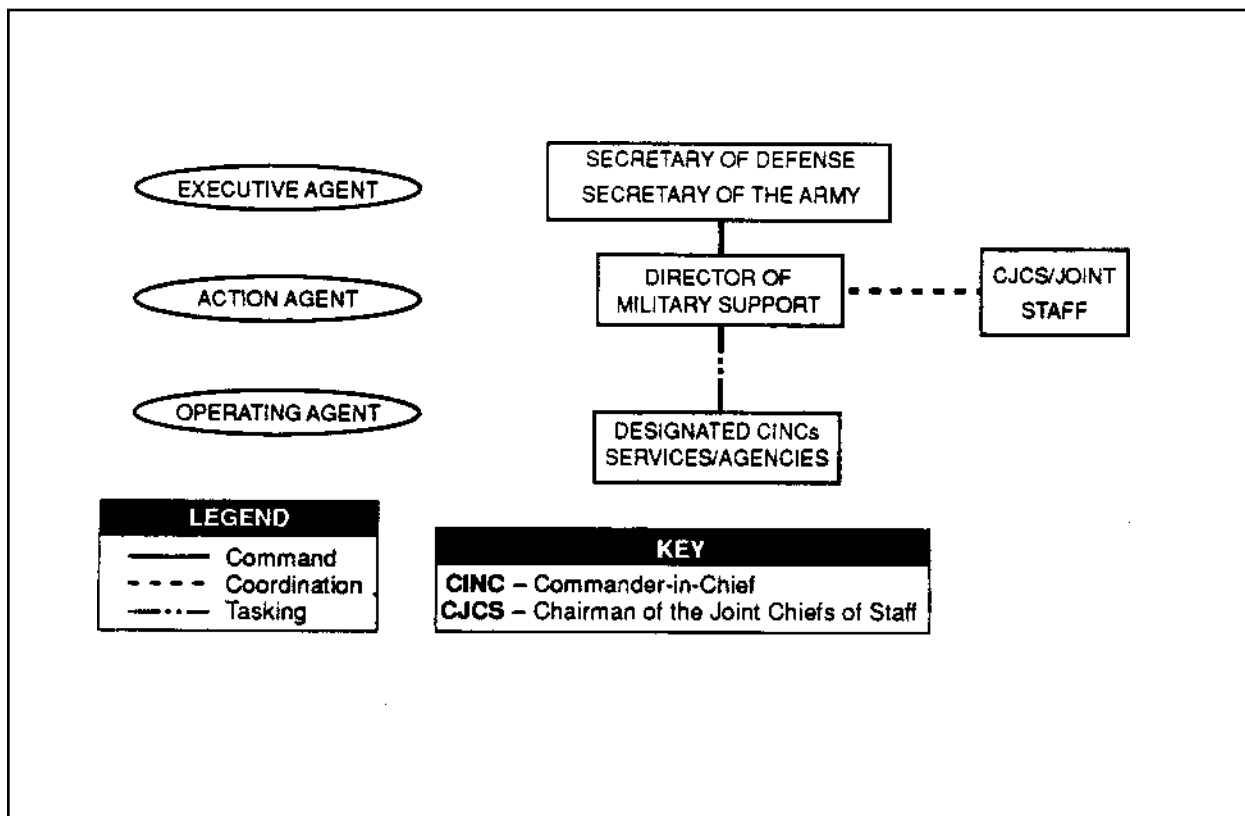 EXECUTIVE AGENT
SECRETARY OF DEFENSE
SECRETARY OF THE ARMY
ACTION AGENT
DIRECTOR OF
MILITARY SUPPORT
CJCS/JOINT
STAFF
OPERATING AGENT
DESIGNATED CINCs
SERVICES/AGENCIES
LEGEND
Command
Coordination
Tasking
KEY
CINC – Commander-in-Chief
CJCS – Chairman of the Joint Chiefs of Staff